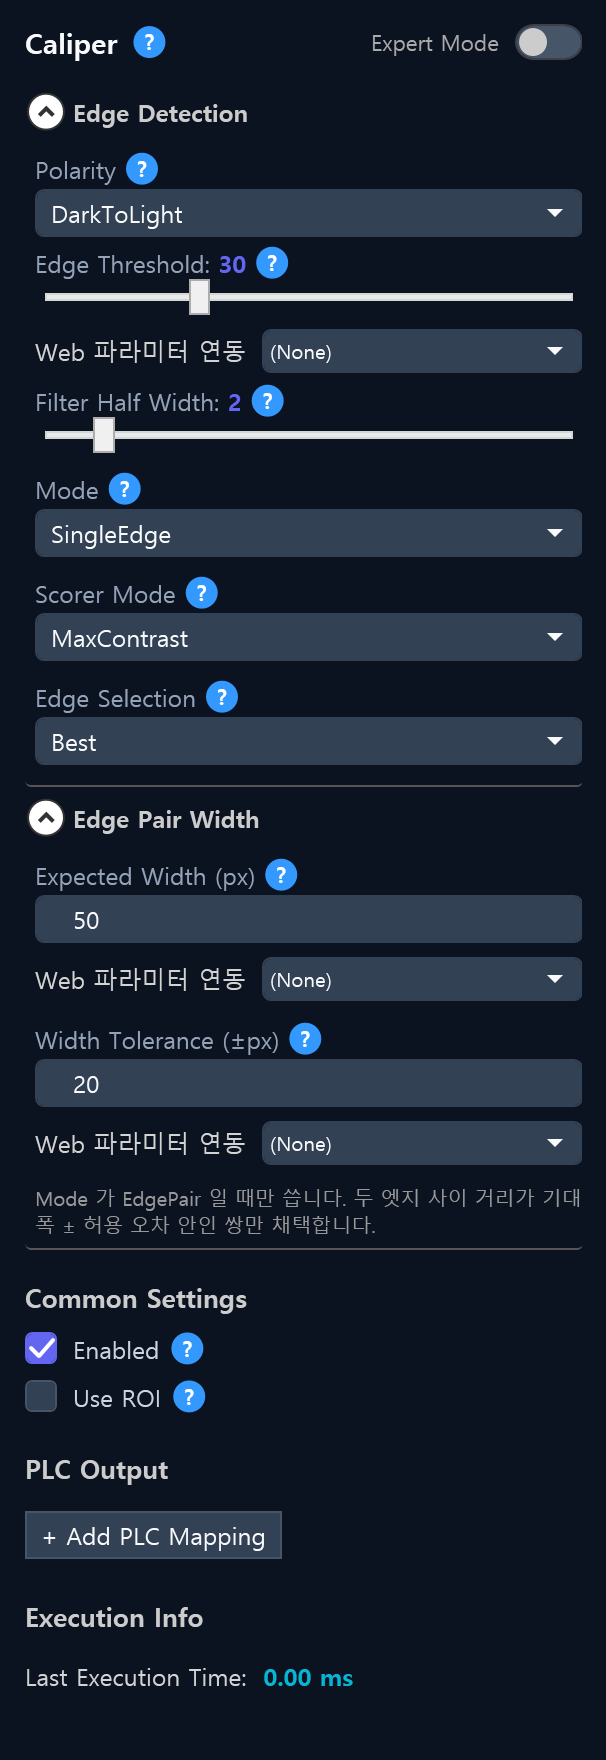 Caliper ? Expert Mode
Edge Detection
Polarity ?
DarkToLight
Edge Threshold: 30 ?
Web 파라미터 연동 (None)
Filter Half Width: 2 ?
Mode ?
SingleEdge
Scorer Mode ?
MaxContrast
Edge Selection ?
Best
Edge Pair Width
Expected Width (px) ?
50
Web 파라미터 연동 (None)
Width Tolerance (±px) ?
20
Web 파라미터 연동 (None)
Mode 가 EdgePair 일 때만 씁니다. 두 엣지 사이 거리가 기대
폭 ± 허용 오차 안인 쌍만 채택합니다.
Common Settings
Enabled ?
Use ROI ?
PLC Output
+ Add PLC Mapping
Execution Info
Last Execution Time: 0.00 ms